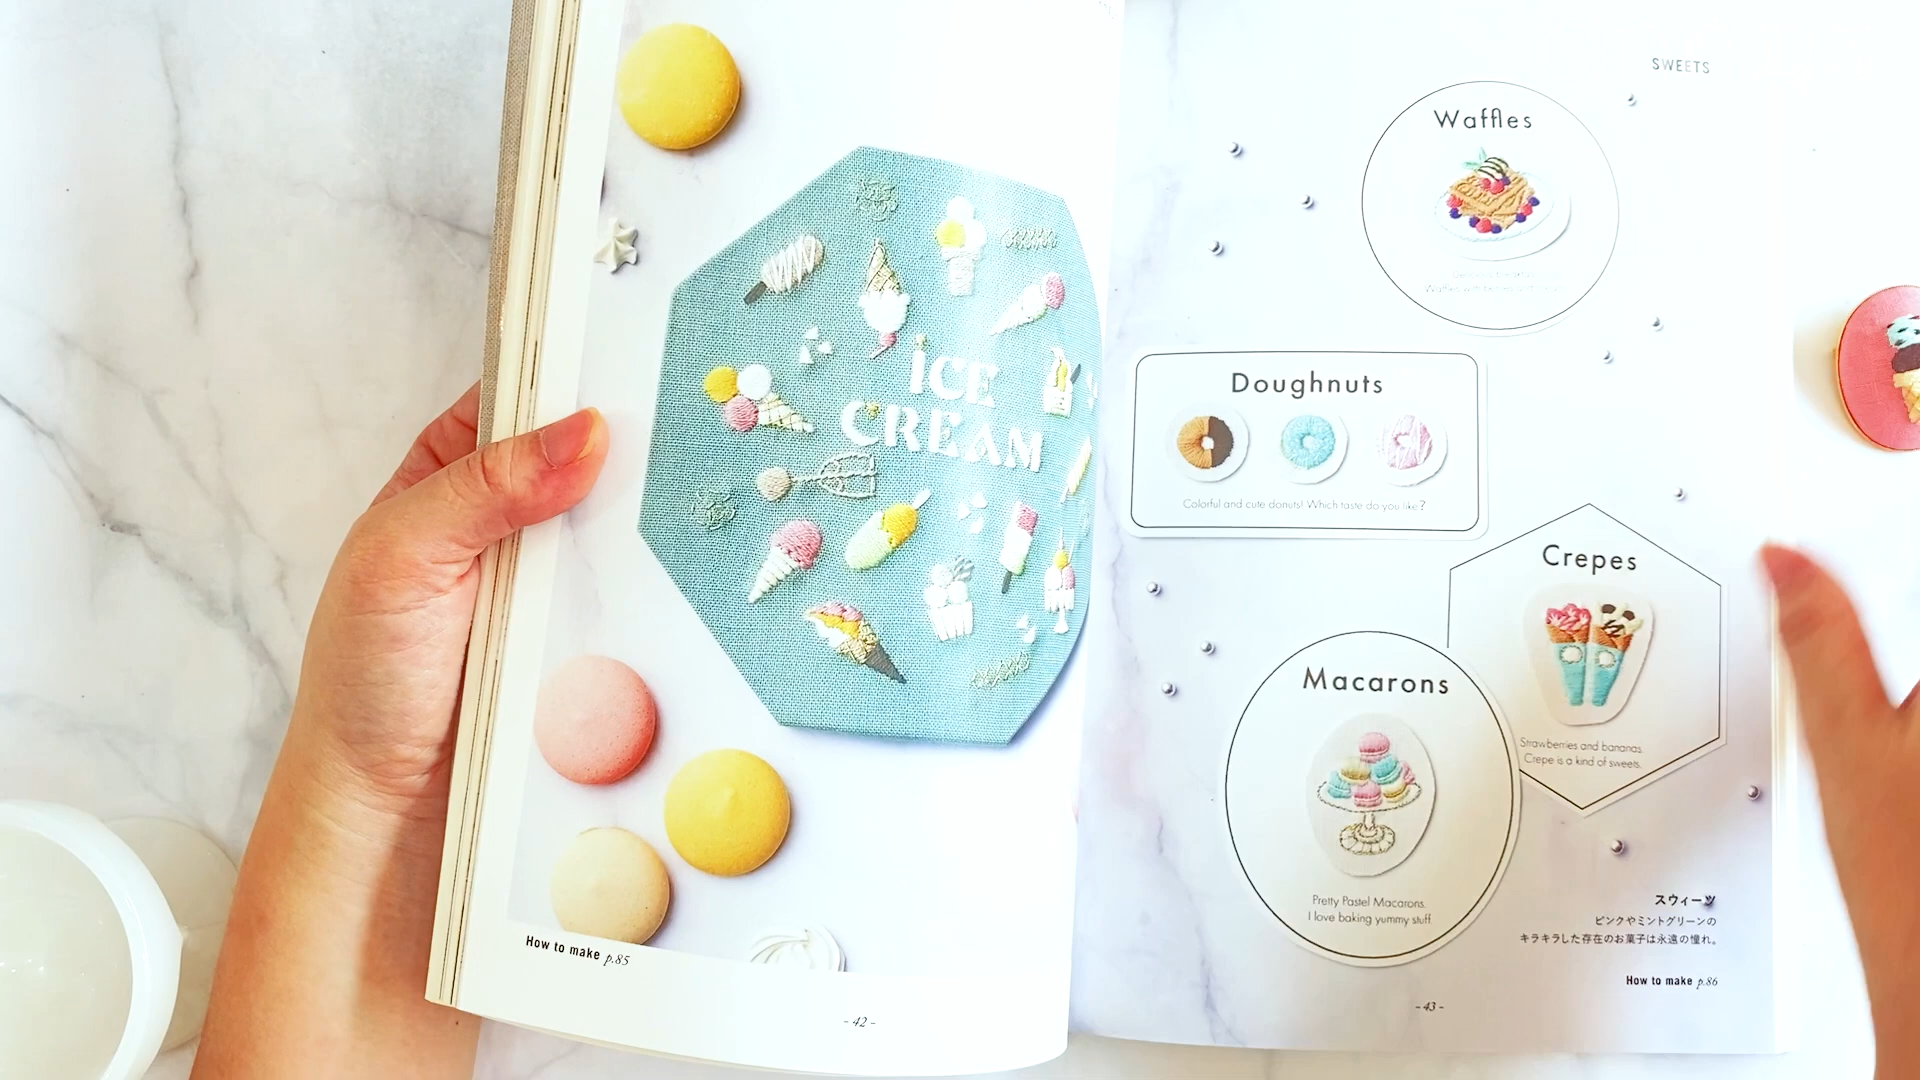 ICE
CREAM
How to make p.85
- 42 -
SWEETS
Waffles
Doughnuts
Colorful and cute donuts! Which taste do you like?
Crepes
Strawberries and bananas.
Crepe is a kind of sweets.
Macarons
Pretty Pastel Macarons.
I love baking yummy stuff
スウィーツ
ピンクやミントグリーンの
キラキラした存在のお菓子は永遠の憧れ。
How to make p.86
- 43 -